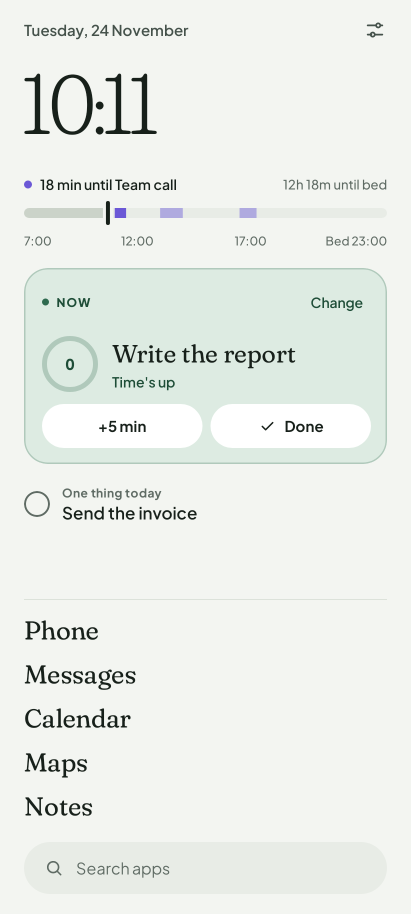 Tuesday, 24 November
10:11
18 min until Team call
12h 18m until bed
7:00
12:00
17:00
Bed 23:00
NOW
Change
0
Write the report
Time's up
+5 min
Done
One thing today
Send the invoice
Phone
Messages
Calendar
Maps
Notes
Search apps